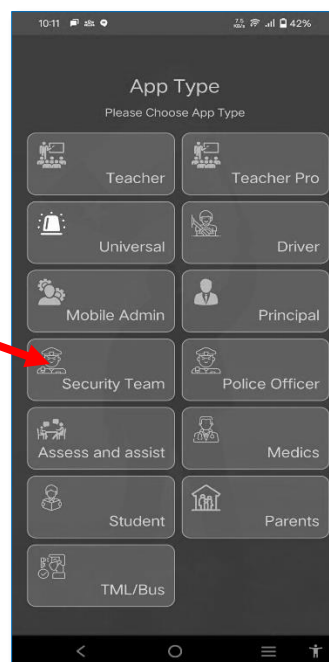 10:11 42%
App Type
Please Choose App Type
Teacher Teacher Pro
Universal Driver
Mobile Admin Principal
Security Team Police Officer
Assess and assist Medics
Student Parents
TML/Bus